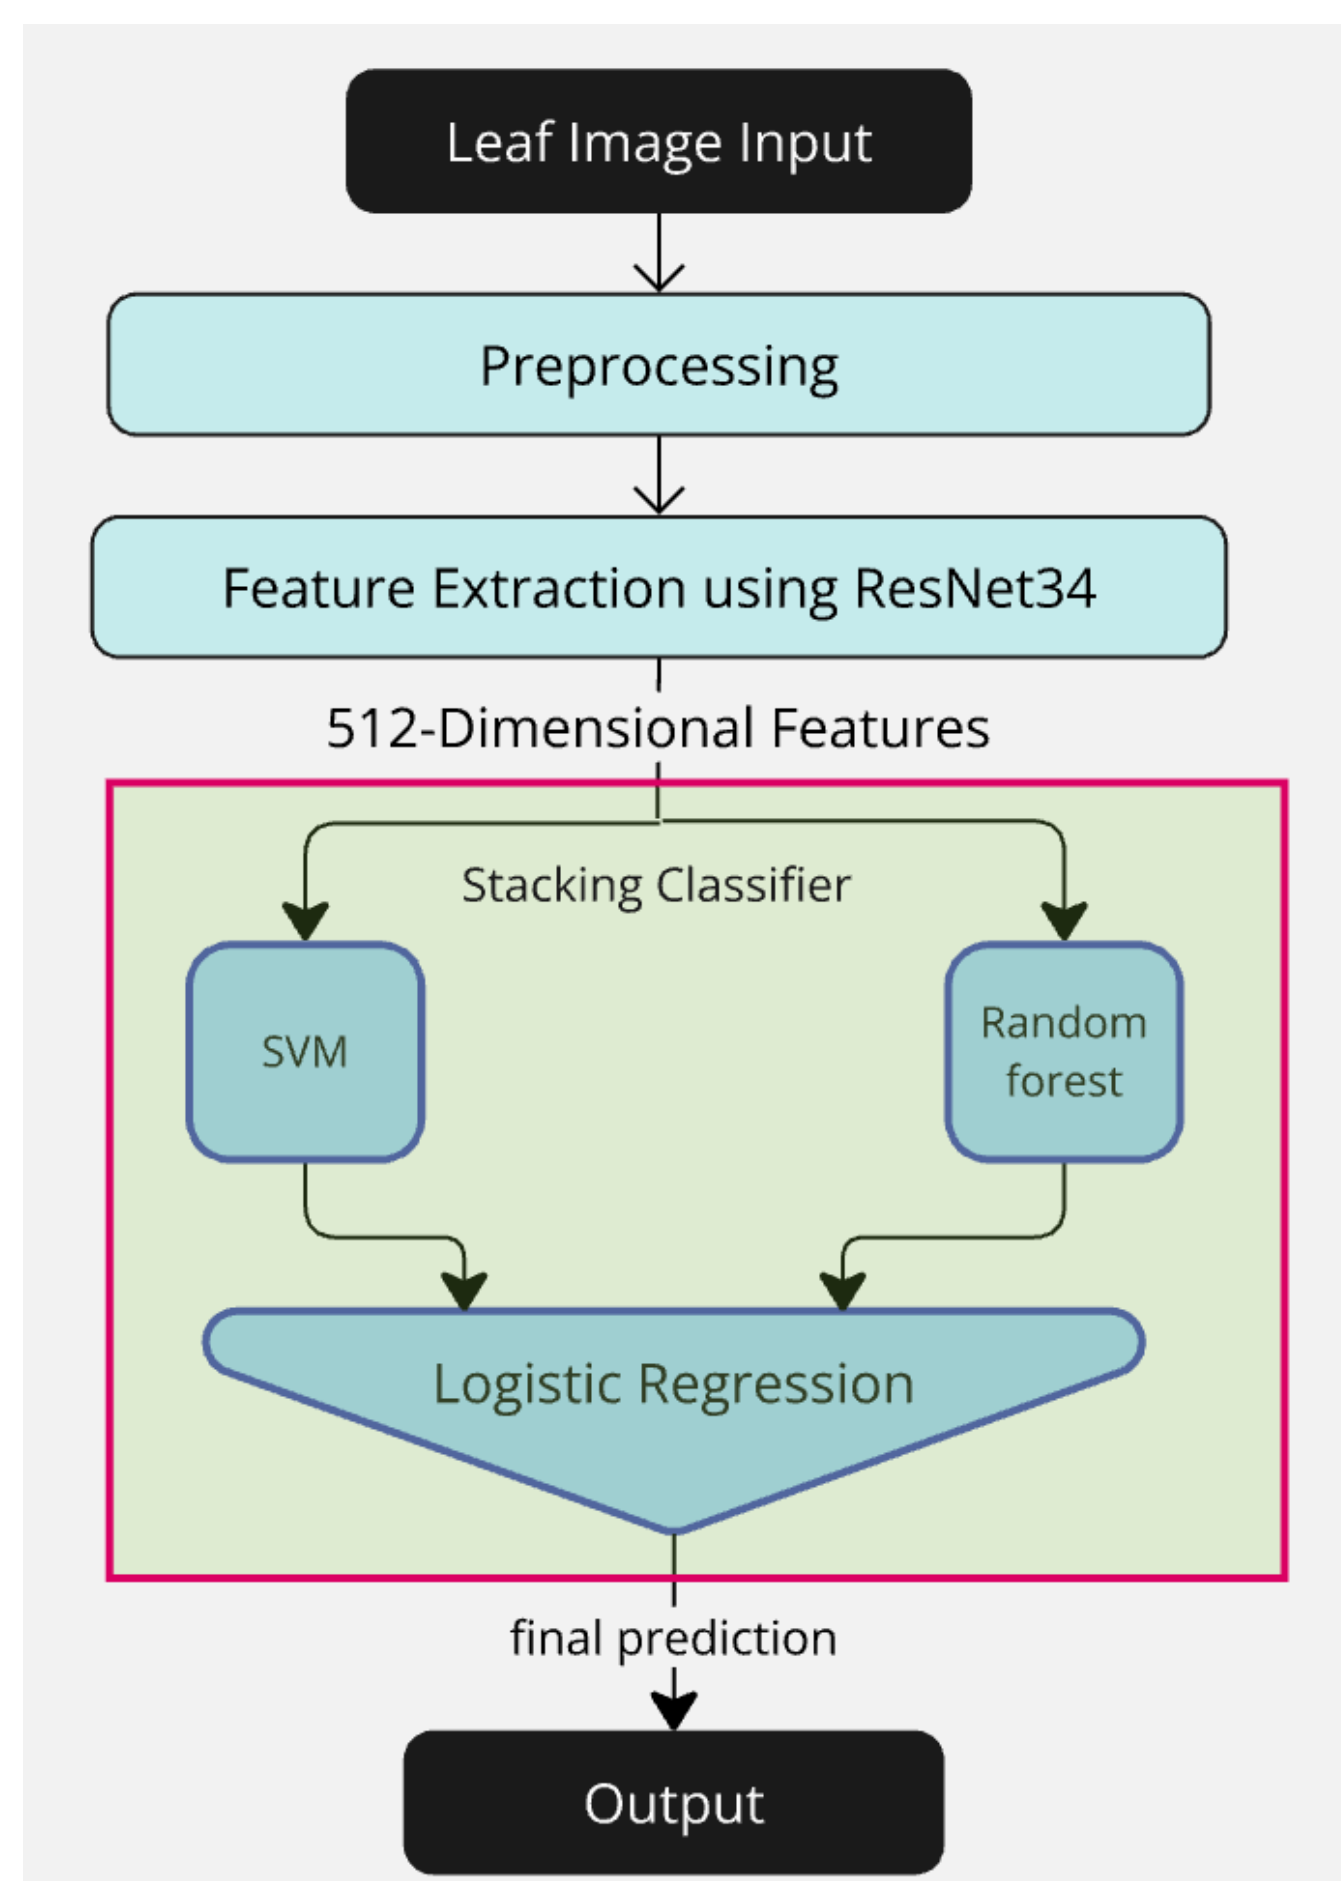 Leaf Image Input
Preprocessing
Feature Extraction using ResNet34
512-Dimensional Features
Stacking Classifier
SVM
Random
forest
Logistic Regression
final prediction
Output